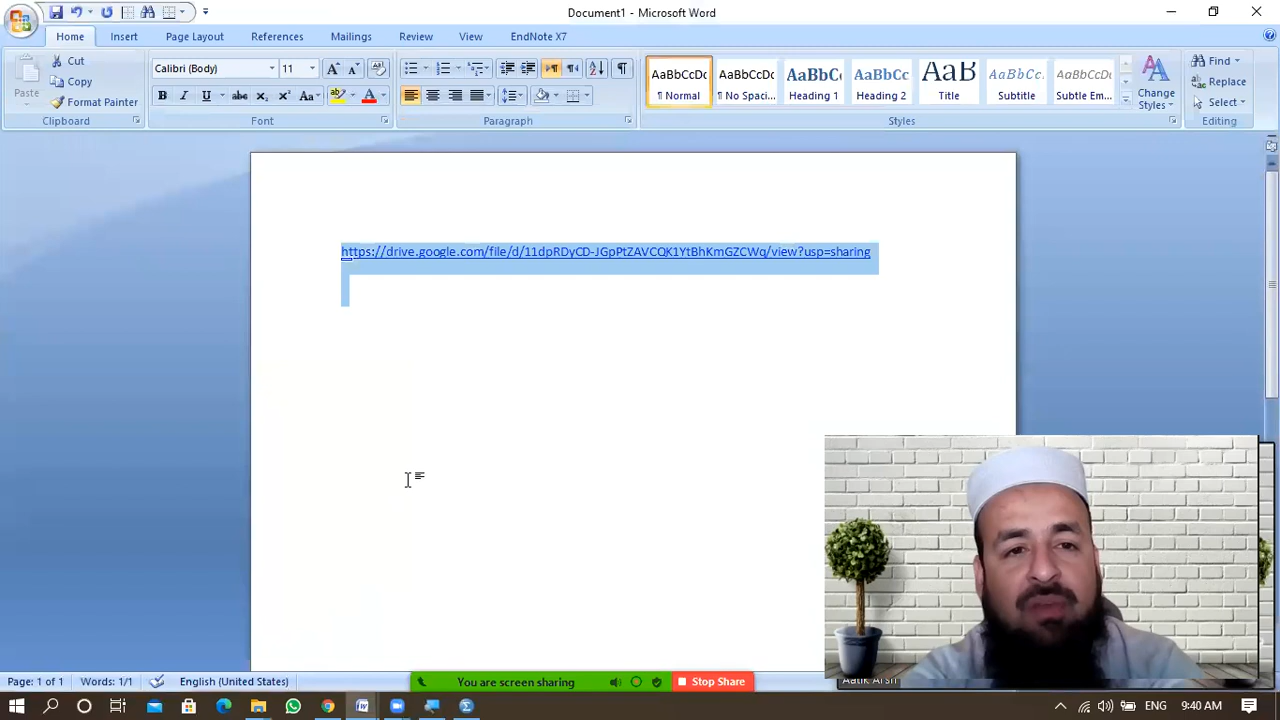 Document1 - Microsoft Word
Home Insert Page Layout References Mailings Review View EndNote X7
Paste
Cut
Copy
Format Painter
Clipboard
Calibri (Body) 11
Font
Paragraph
AaBbCcDc AaBbCcDc AaBbC AaBbCc AaB AaBbCc AaBbCcDc
¶ Normal ¶ No Spaci... Heading 1 Heading 2 Title Subtitle Subtle Em...
Change Styles
Styles
Find
Replace
Select
Editing
https://drive.google.com/file/d/11dpRDyCD-JGpPtZAVCQK1YtBhKmGZCWq/view?usp=sharing
Page: 1 of 1 Words: 1/1 English (United States)
You are screen sharing Stop Share
ENG 9:40 AM